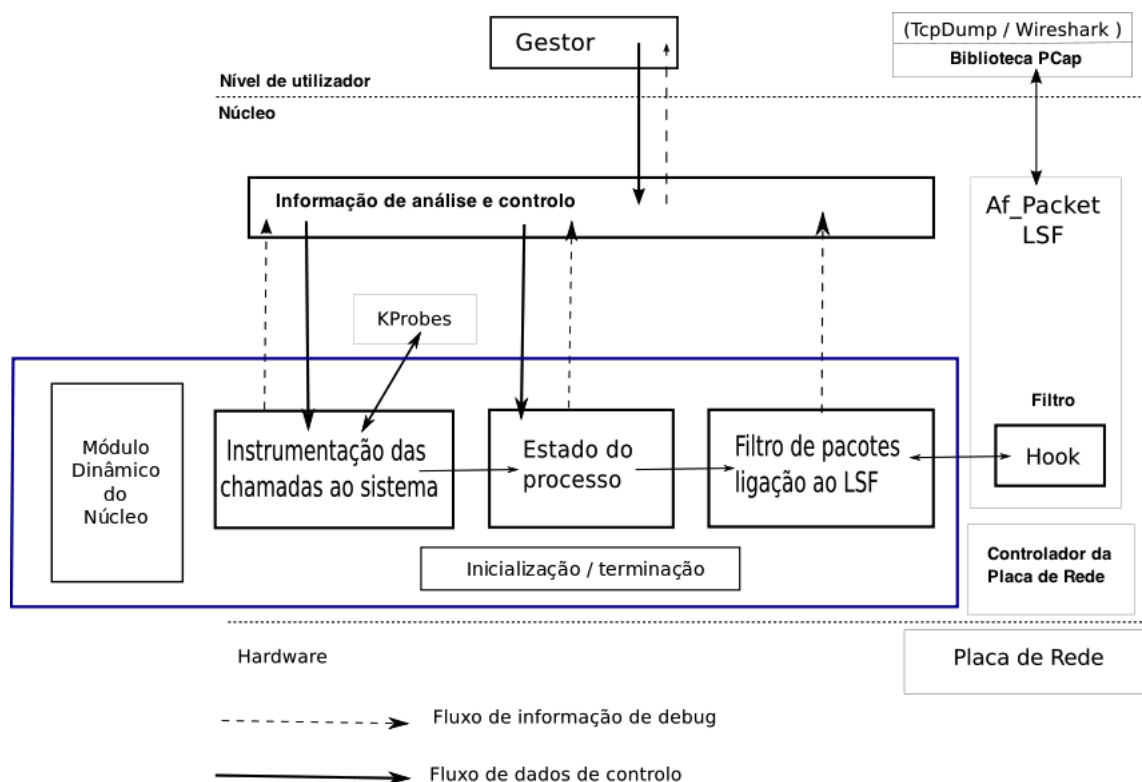 Gestor
(TcpDump / Wireshark )
Biblioteca PCap
Nível de utilizador
Núcleo
Informação de análise e controlo
Af_Packet
LSF
KProbes
Filtro
Módulo
Dinâmico
do
Núcleo
Instrumentação das
chamadas ao sistema
Estado do
processo
Filtro de pacotes
ligação ao LSF
Hook
Inicialização / terminação
Controlador da
Placa de Rede
Hardware
Placa de Rede
Fluxo de informação de debug
Fluxo de dados de controlo